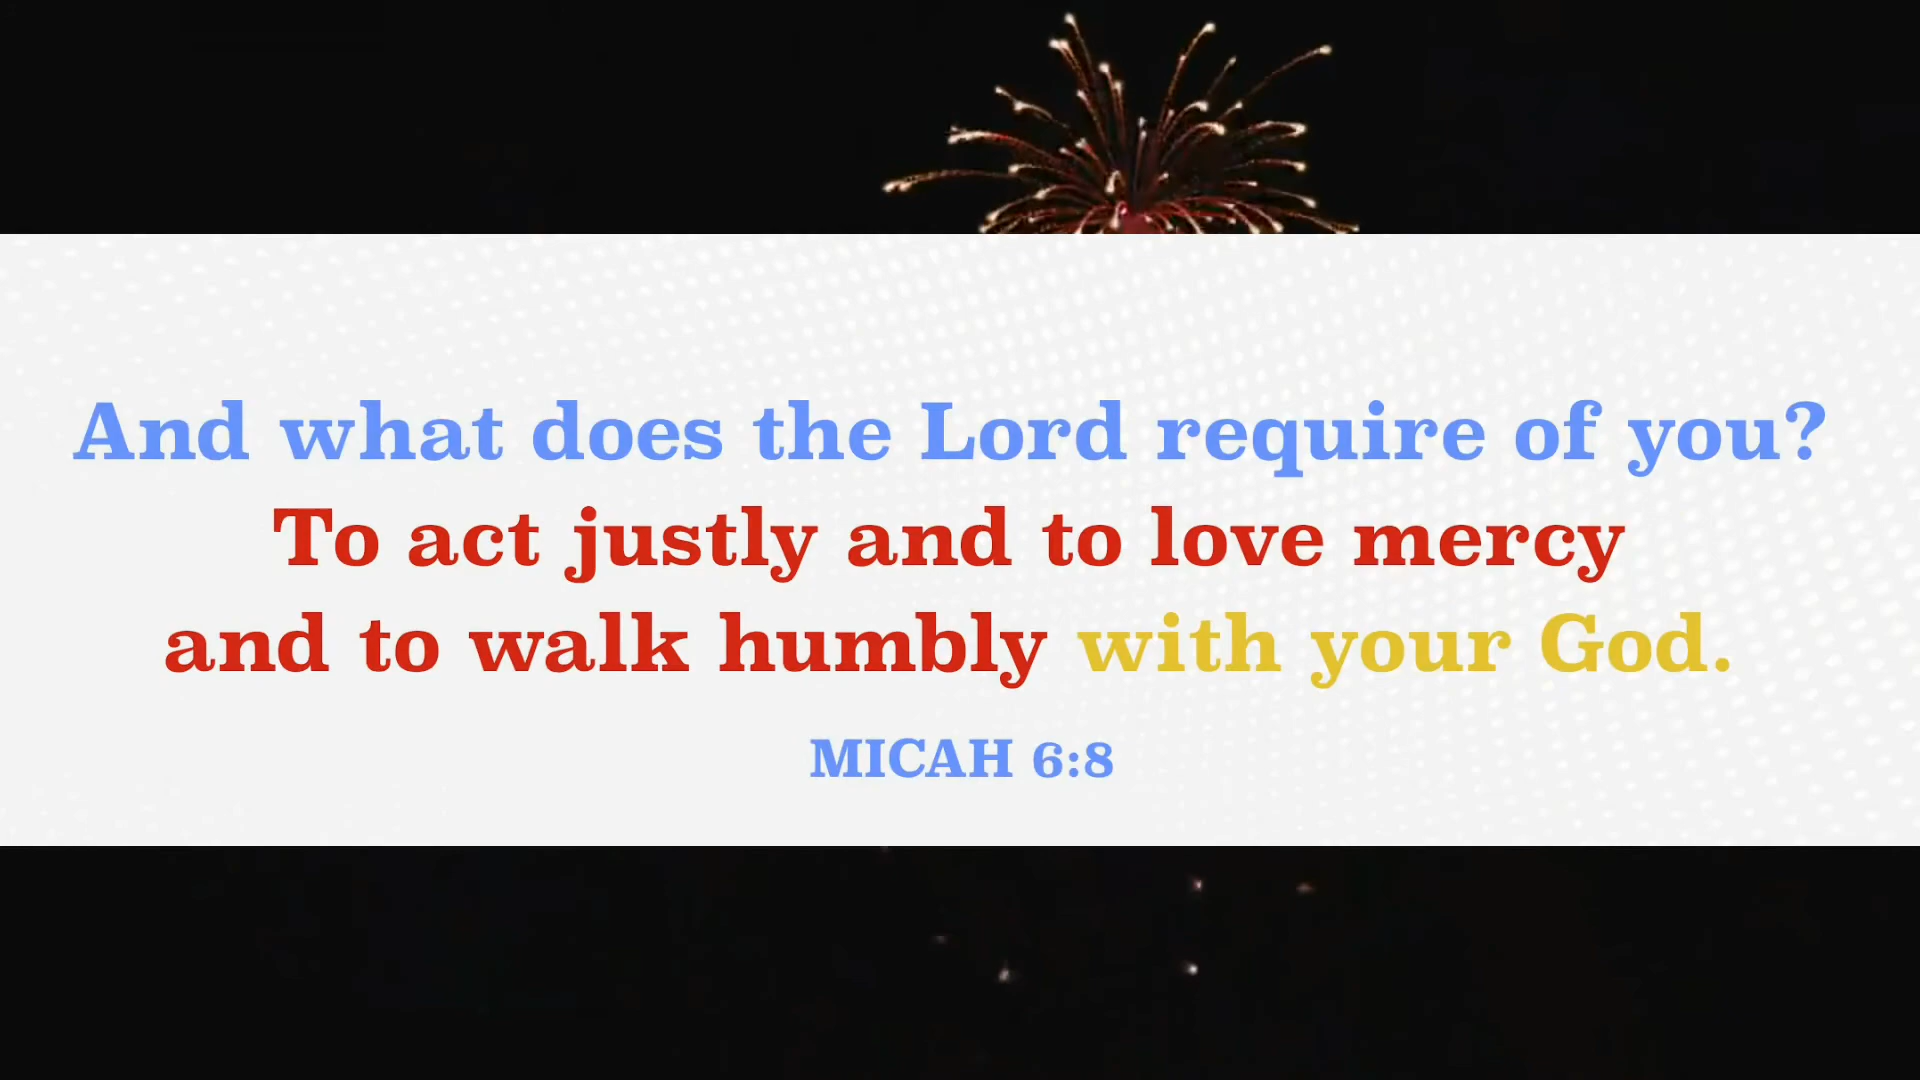 And what does the Lord require of you?
To act justly and to love mercy
and to walk humbly with your God.
MICAH 6:8